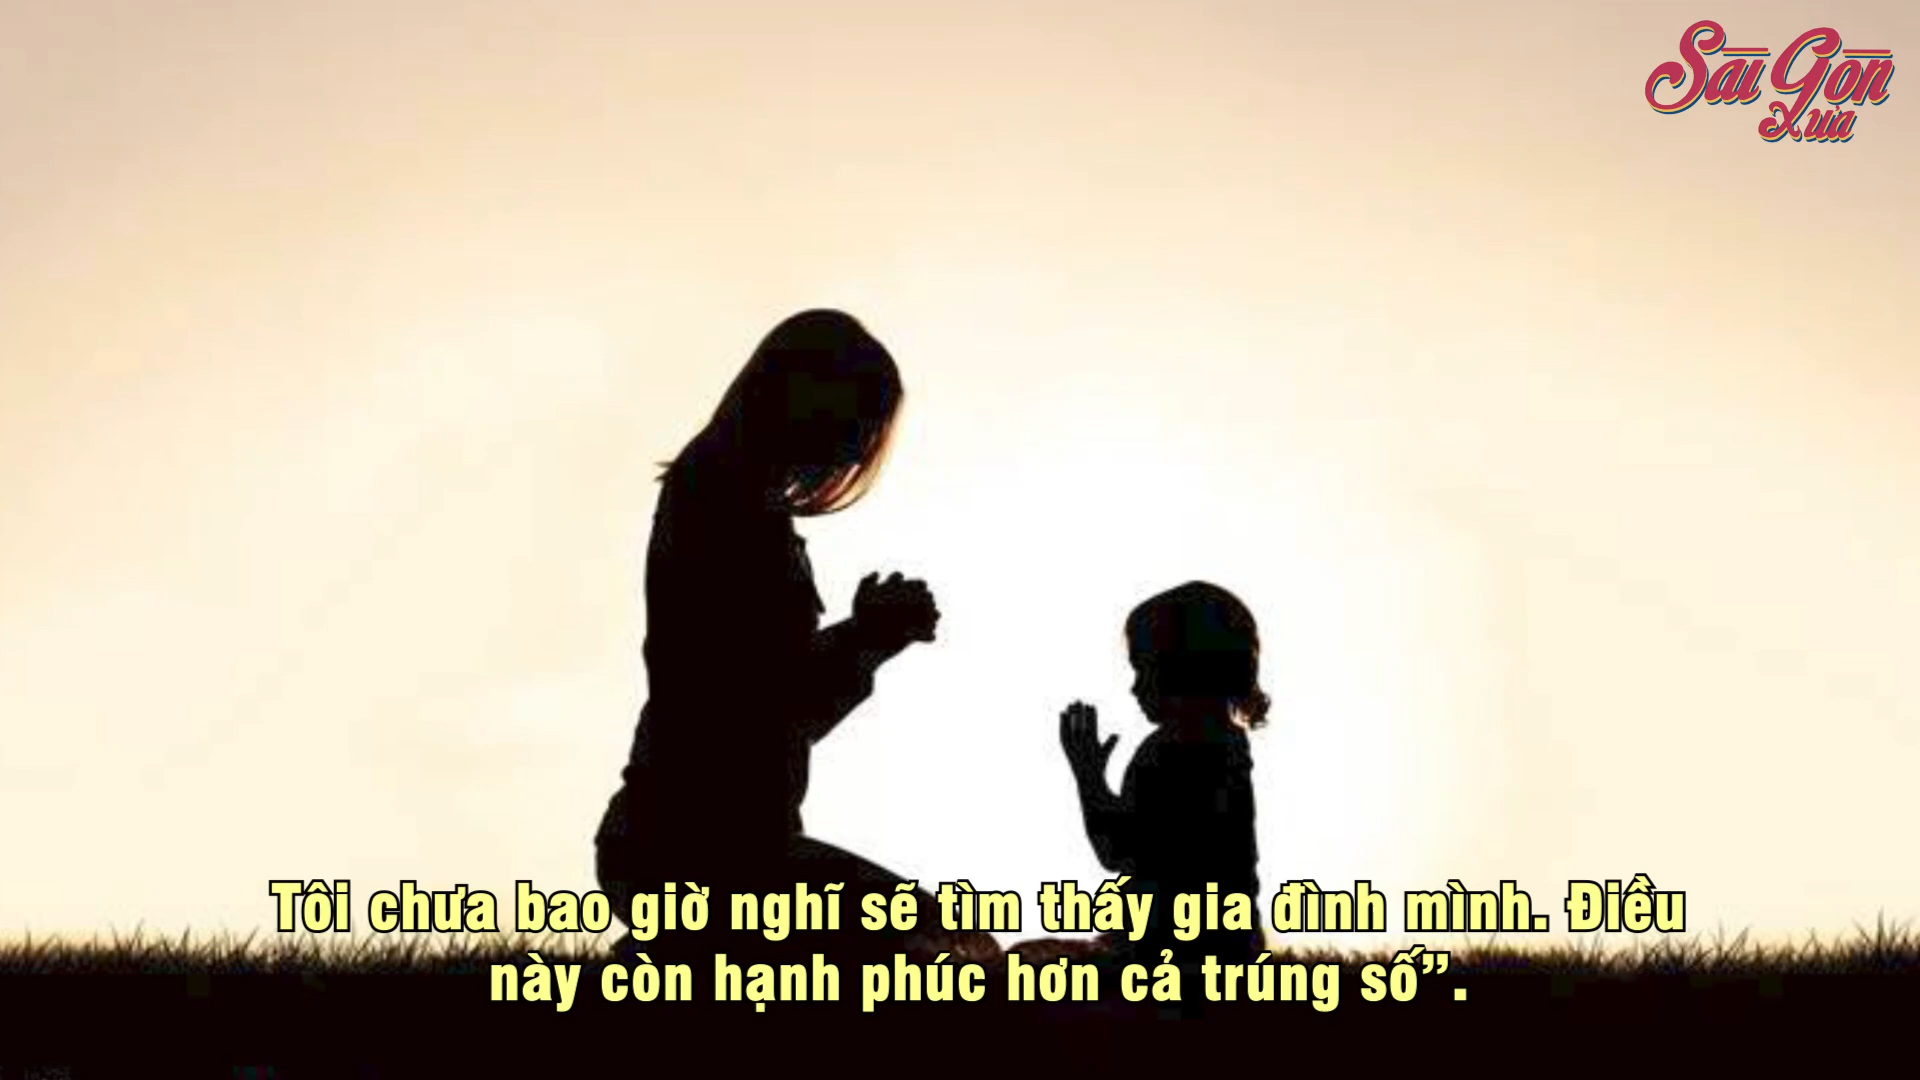 Sài Gòn
Xưa
Tôi chưa bao giờ nghĩ sẽ tìm thấy gia đình mình. Điều
này còn hạnh phúc hơn cả trúng số”.